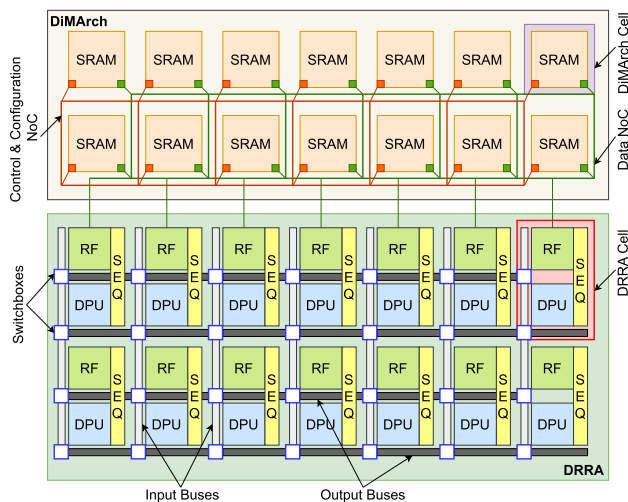 DiMArch
SRAM SRAM SRAM SRAM SRAM SRAM SRAM
DiMArch Cell
Control & Configuration
NoC
SRAM SRAM SRAM SRAM SRAM SRAM SRAM
Data NoC
RF RF RF RF RF RF RF
SEQ SEQ SEQ SEQ SEQ SEQ SEQ
DPU DPU DPU DPU DPU DPU DPU
DRRA Cell
Switchboxes
RF RF RF RF RF RF RF
SEQ SEQ SEQ SEQ SEQ SEQ SEQ
DPU DPU DPU DPU DPU DPU DPU
DRRA
Input Buses
Output Buses